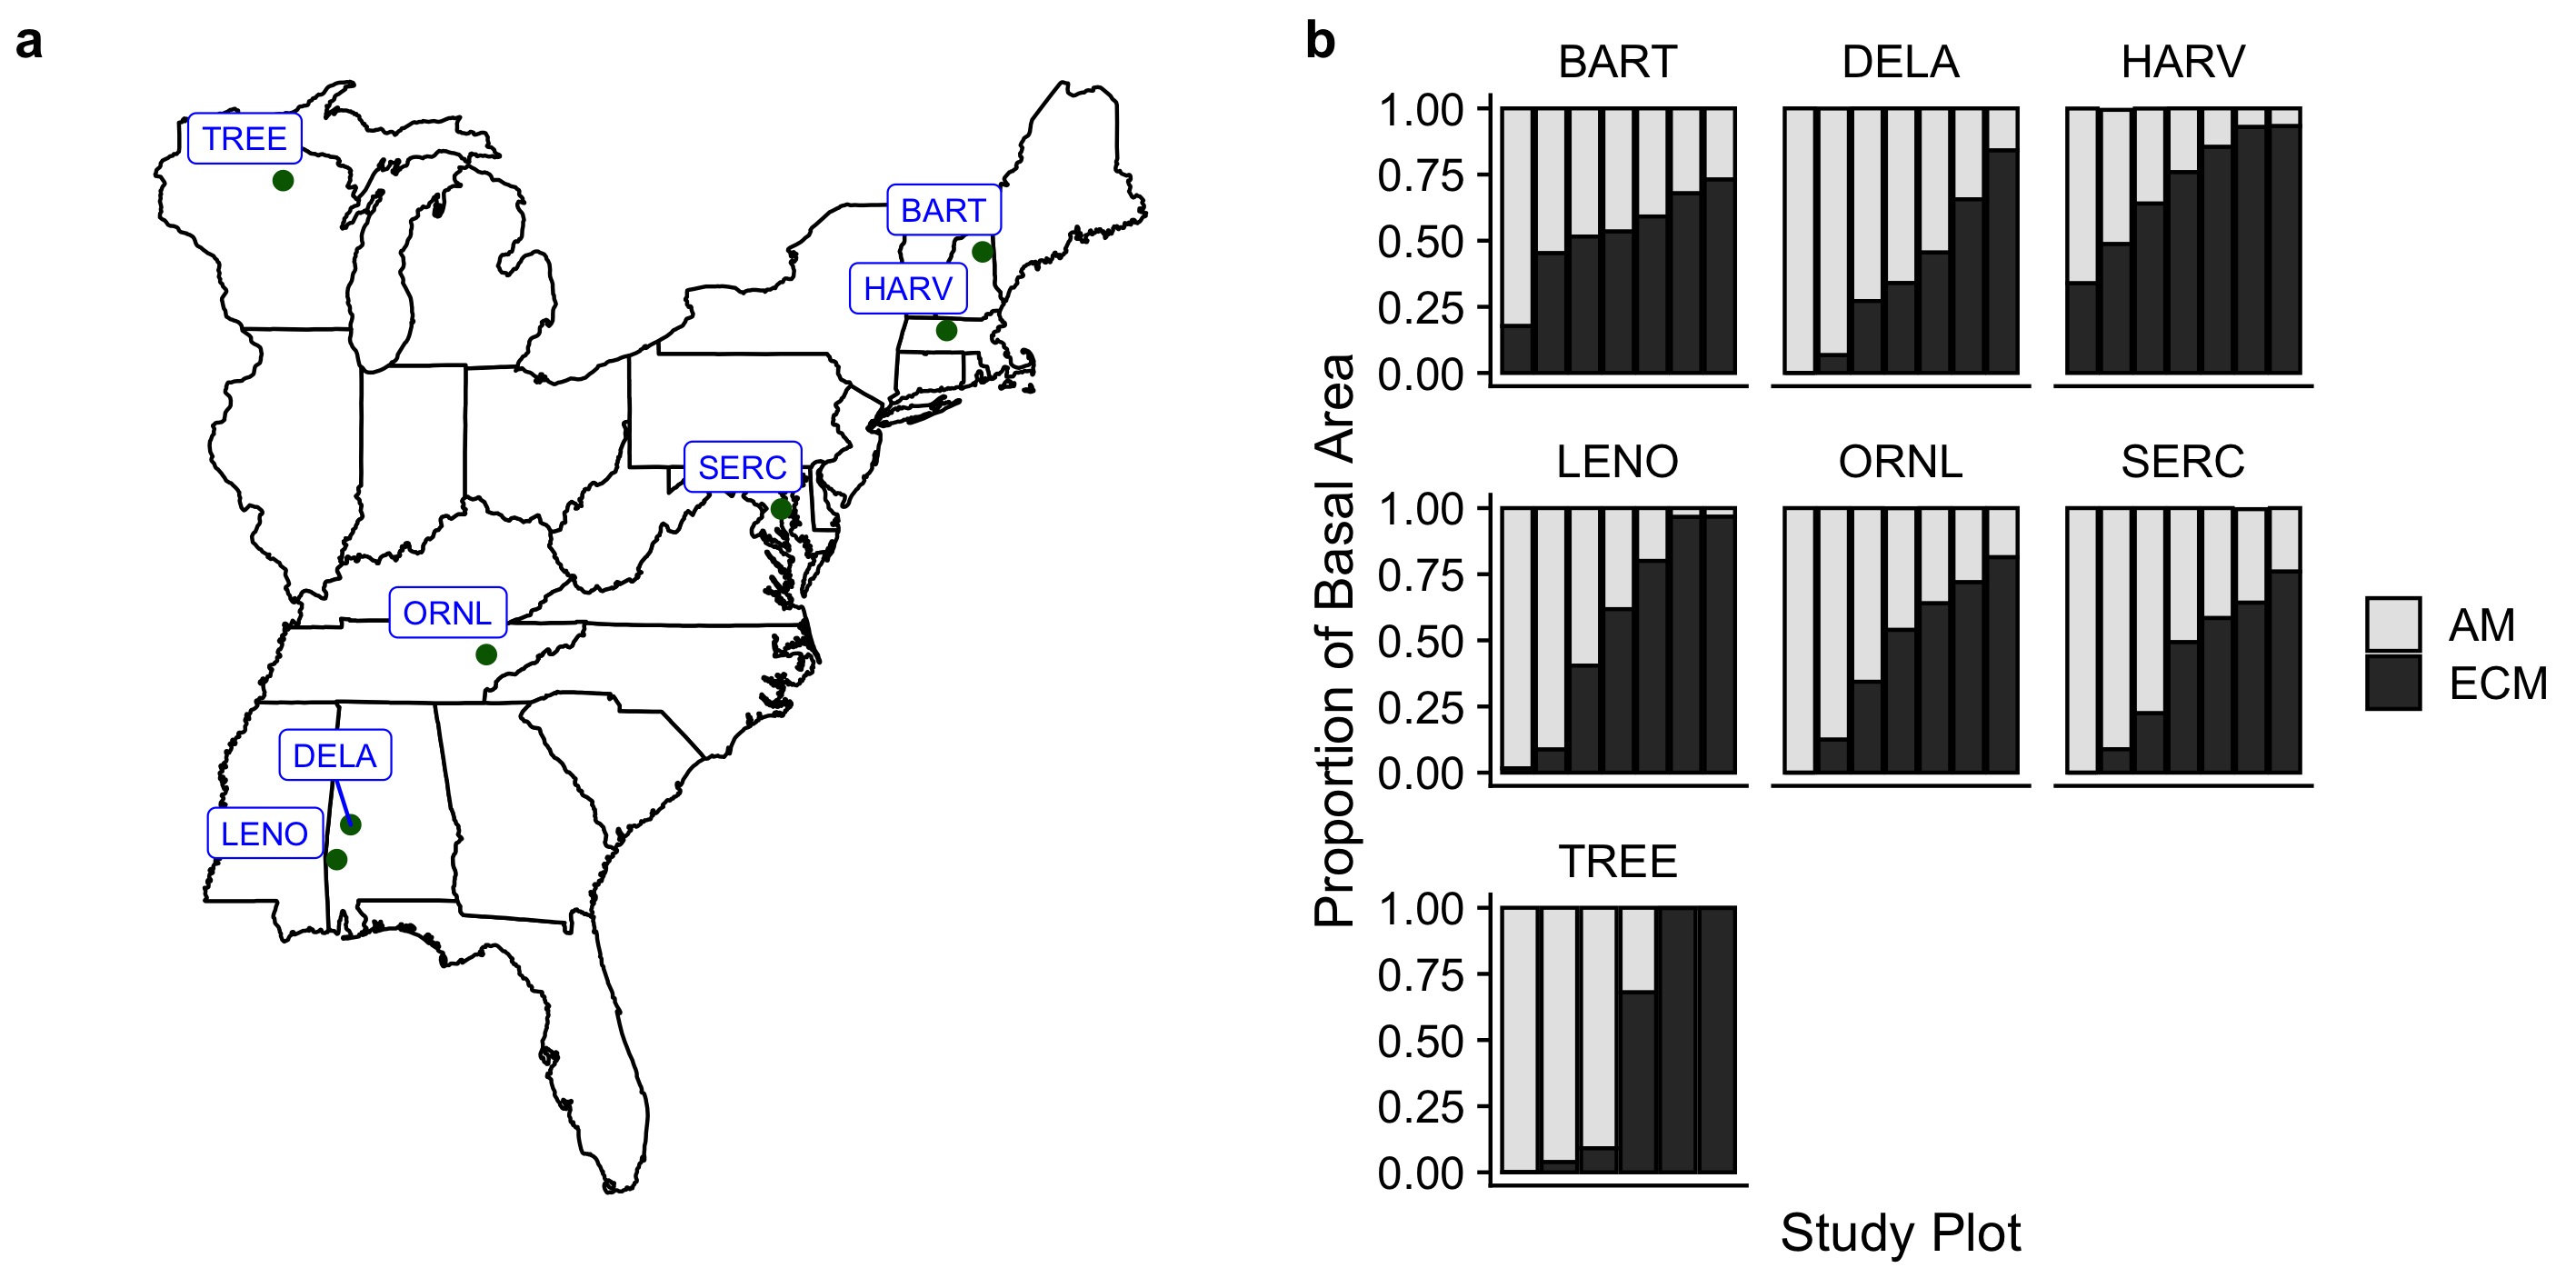 a
TREE
BART
HARV
SERC
ORNL
DELA
LENO
b
Proportion of Basal Area
BART
DELA
HARV
1.00
0.75
0.50
0.25
0.00
LENO
ORNL
SERC
1.00
0.75
0.50
0.25
0.00
TREE
1.00
0.75
0.50
0.25
0.00
Study Plot
AM
ECM